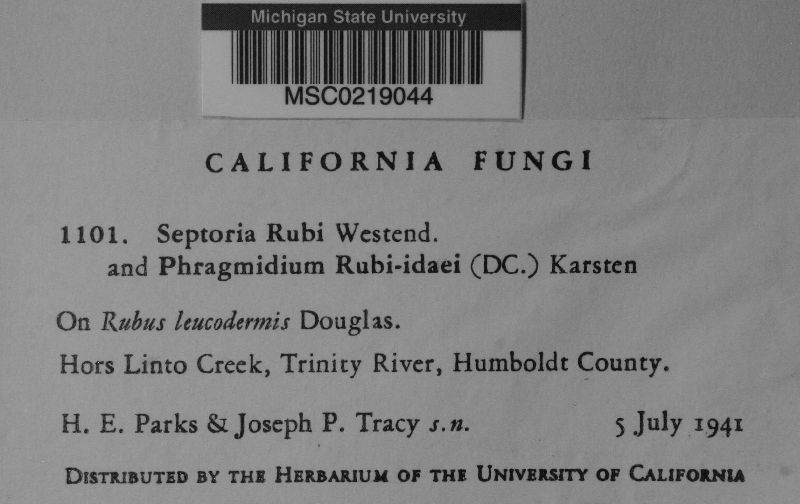 Michigan State University
MSC0219044
CALIFORNIA FUNGI
1101. Septoria Rubi Westend.
and Phragmidium Rubi-idaei (DC.) Karsten
On Rubus leucodermis Douglas.
Hors Linto Creek, Trinity River, Humboldt County.
H. E. Parks & Joseph P. Tracy s.n. 5 July 1941
DISTRIBUTED BY THE HERBARIUM OF THE UNIVERSITY OF CALIFORNIA